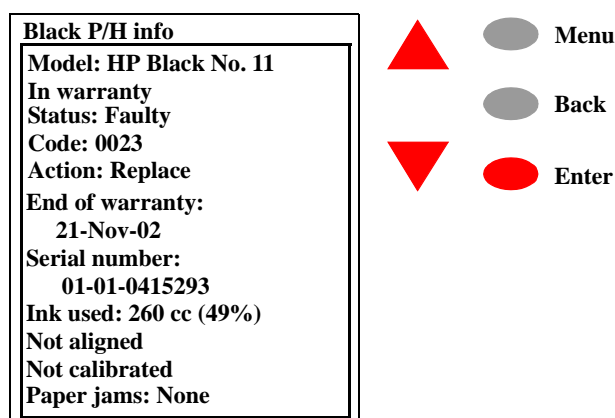 Black P/H info
Model: HP Black No. 11
In warranty
Status: Faulty
Code: 0023
Action: Replace
End of warranty:
21-Nov-02
Serial number:
01-01-0415293
Ink used: 260 cc (49%)
Not aligned
Not calibrated
Paper jams: None
Menu
Back
Enter